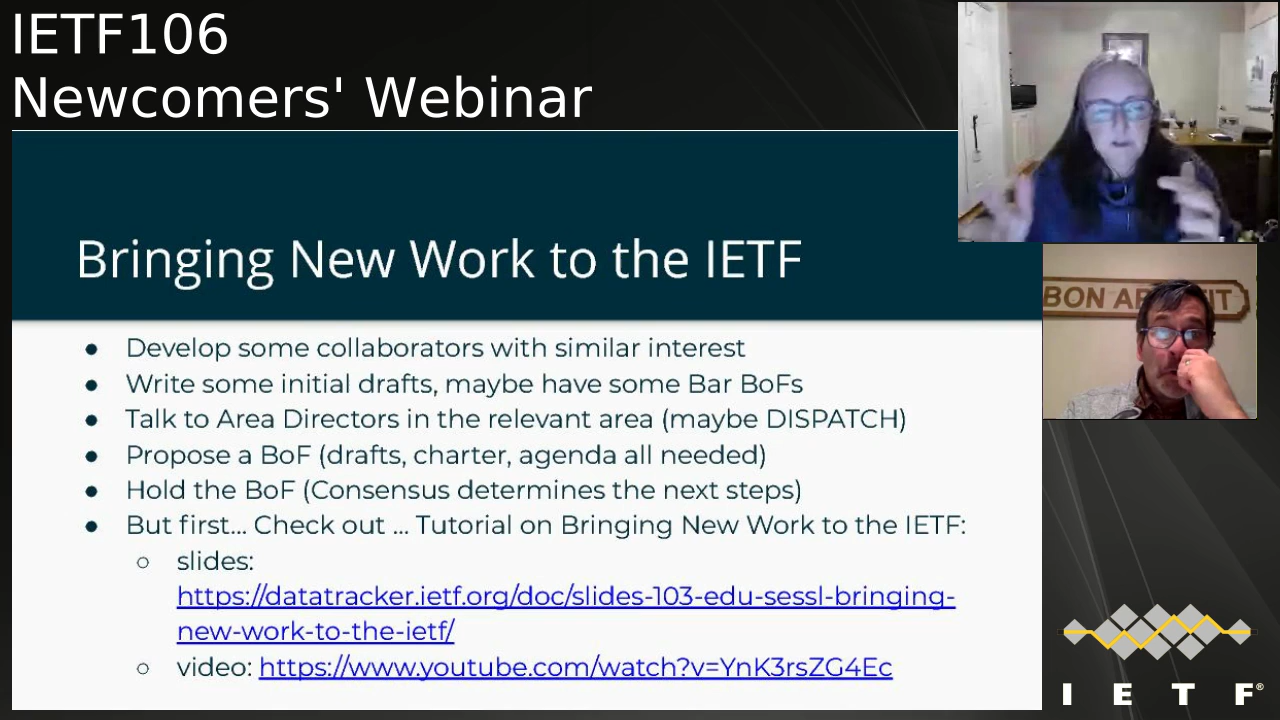 IETF106
Newcomers' Webinar
Bringing New Work to the IETF
● Develop some collaborators with similar interest
● Write some initial drafts, maybe have some Bar BoFs
● Talk to Area Directors in the relevant area (maybe DISPATCH)
● Propose a BoF (drafts, charter, agenda all needed)
● Hold the BoF (Consensus determines the next steps)
● But first... Check out ... Tutorial on Bringing New Work to the IETF:
○ slides:
https://datatracker.ietf.org/doc/slides-103-edu-sessl-bringing-
new-work-to-the-ietf/
○ video: https://www.youtube.com/watch?v=YnK3rsZG4Ec
BON AP IT
I E T F®